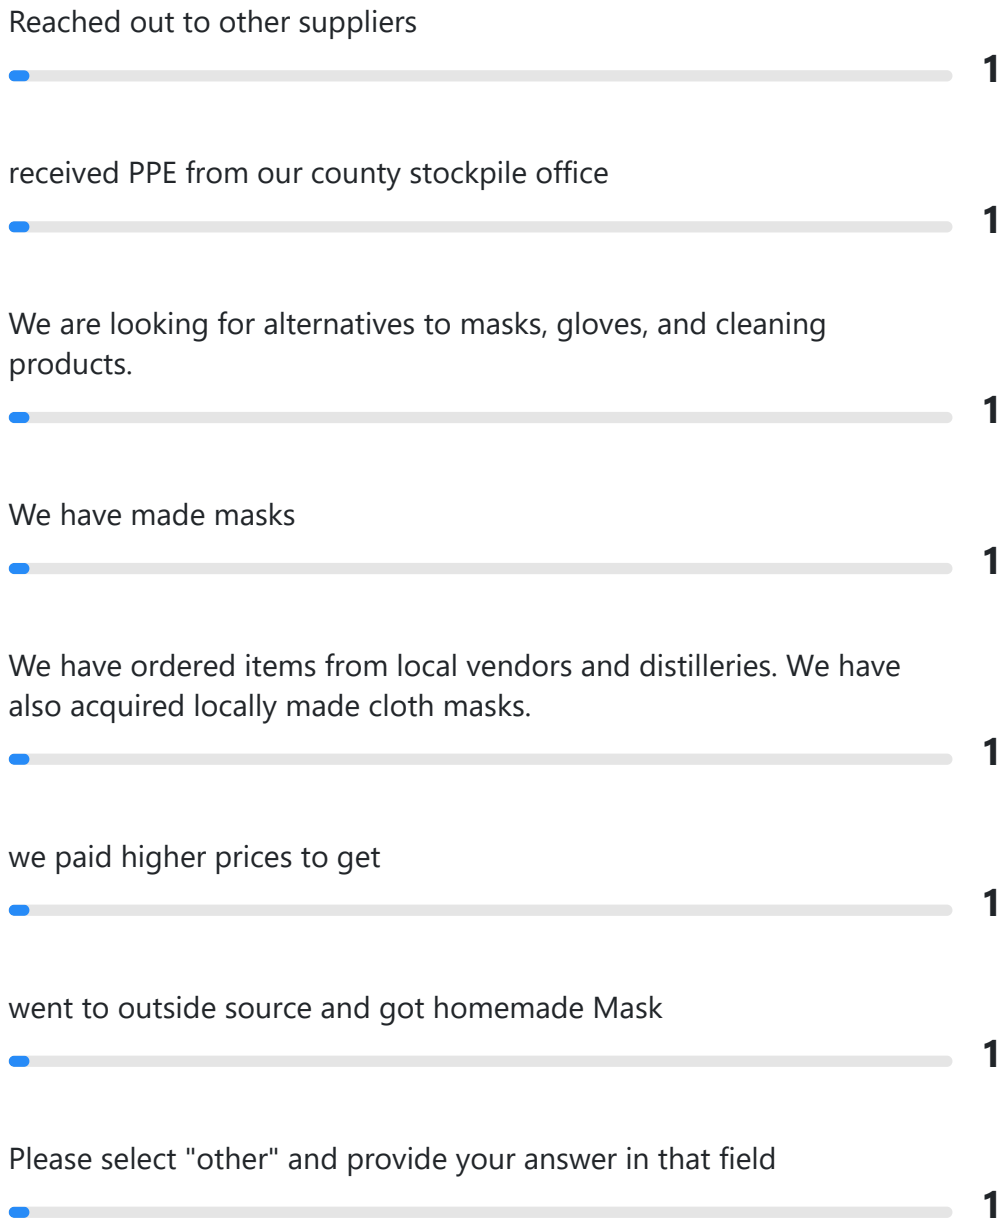 Reached out to other suppliers
1
received PPE from our county stockpile office
1
We are looking for alternatives to masks, gloves, and cleaning
products.
1
We have made masks
1
We have ordered items from local vendors and distilleries. We have
also acquired locally made cloth masks.
1
we paid higher prices to get
1
went to outside source and got homemade Mask
1
Please select "other" and provide your answer in that field
1